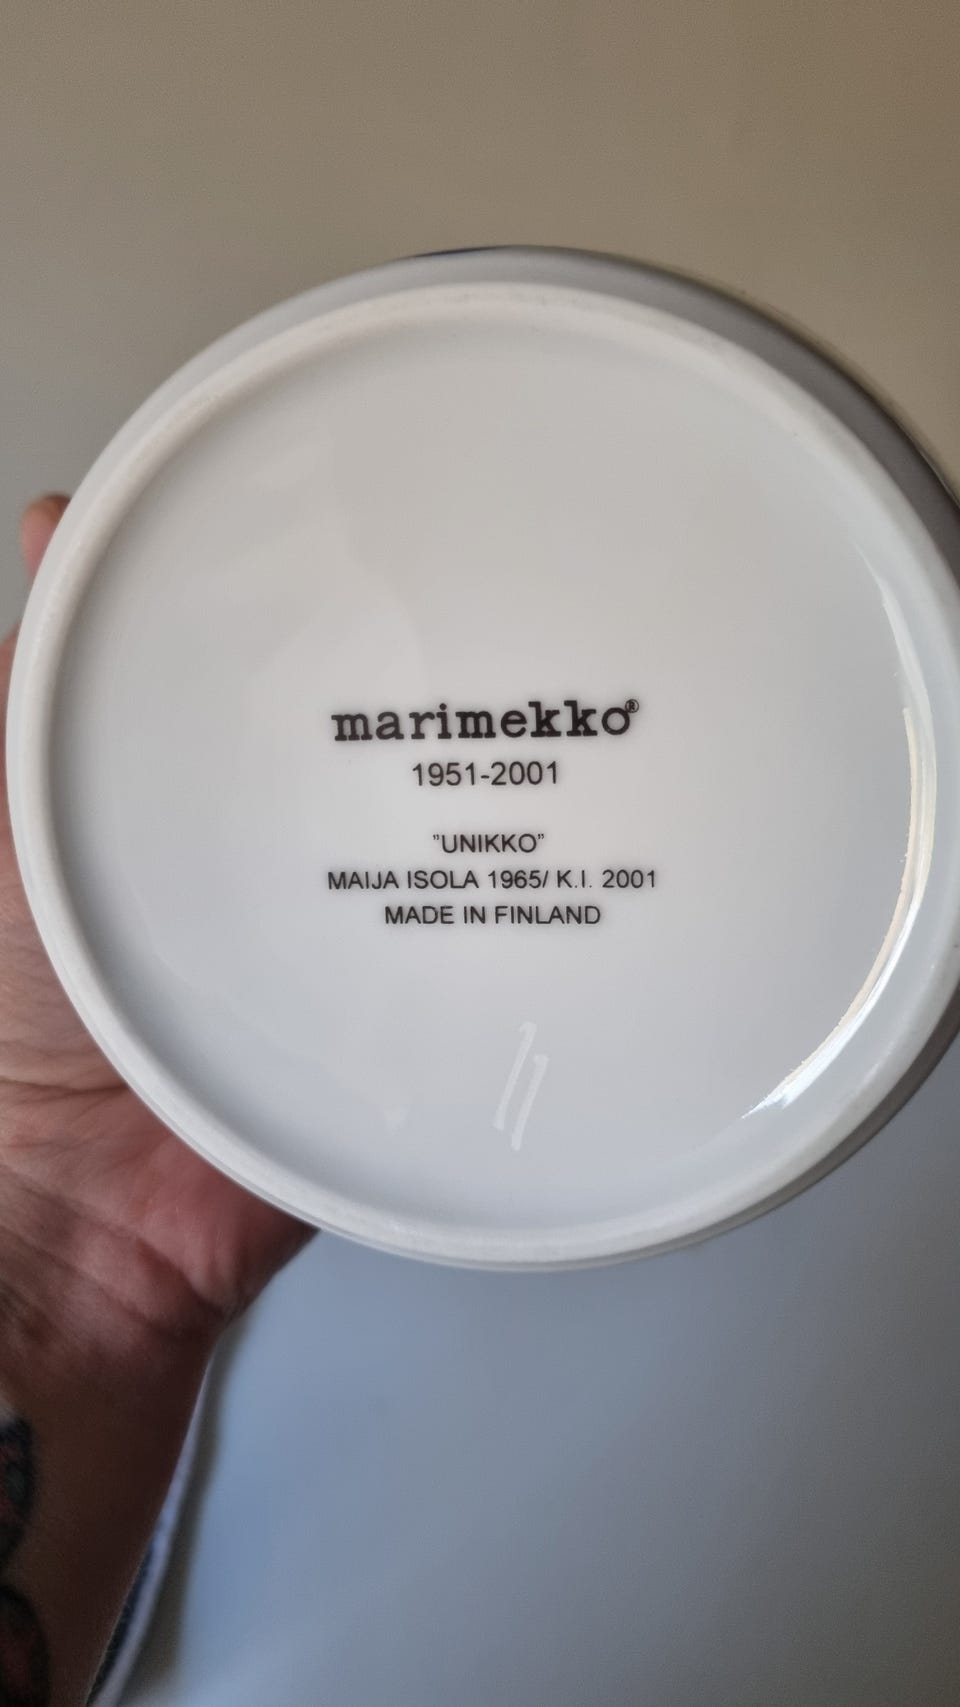 marimekko®
1951-2001
"UNIKKO"
MAIJA ISOLA 1965/ K.I. 2001
MADE IN FINLAND